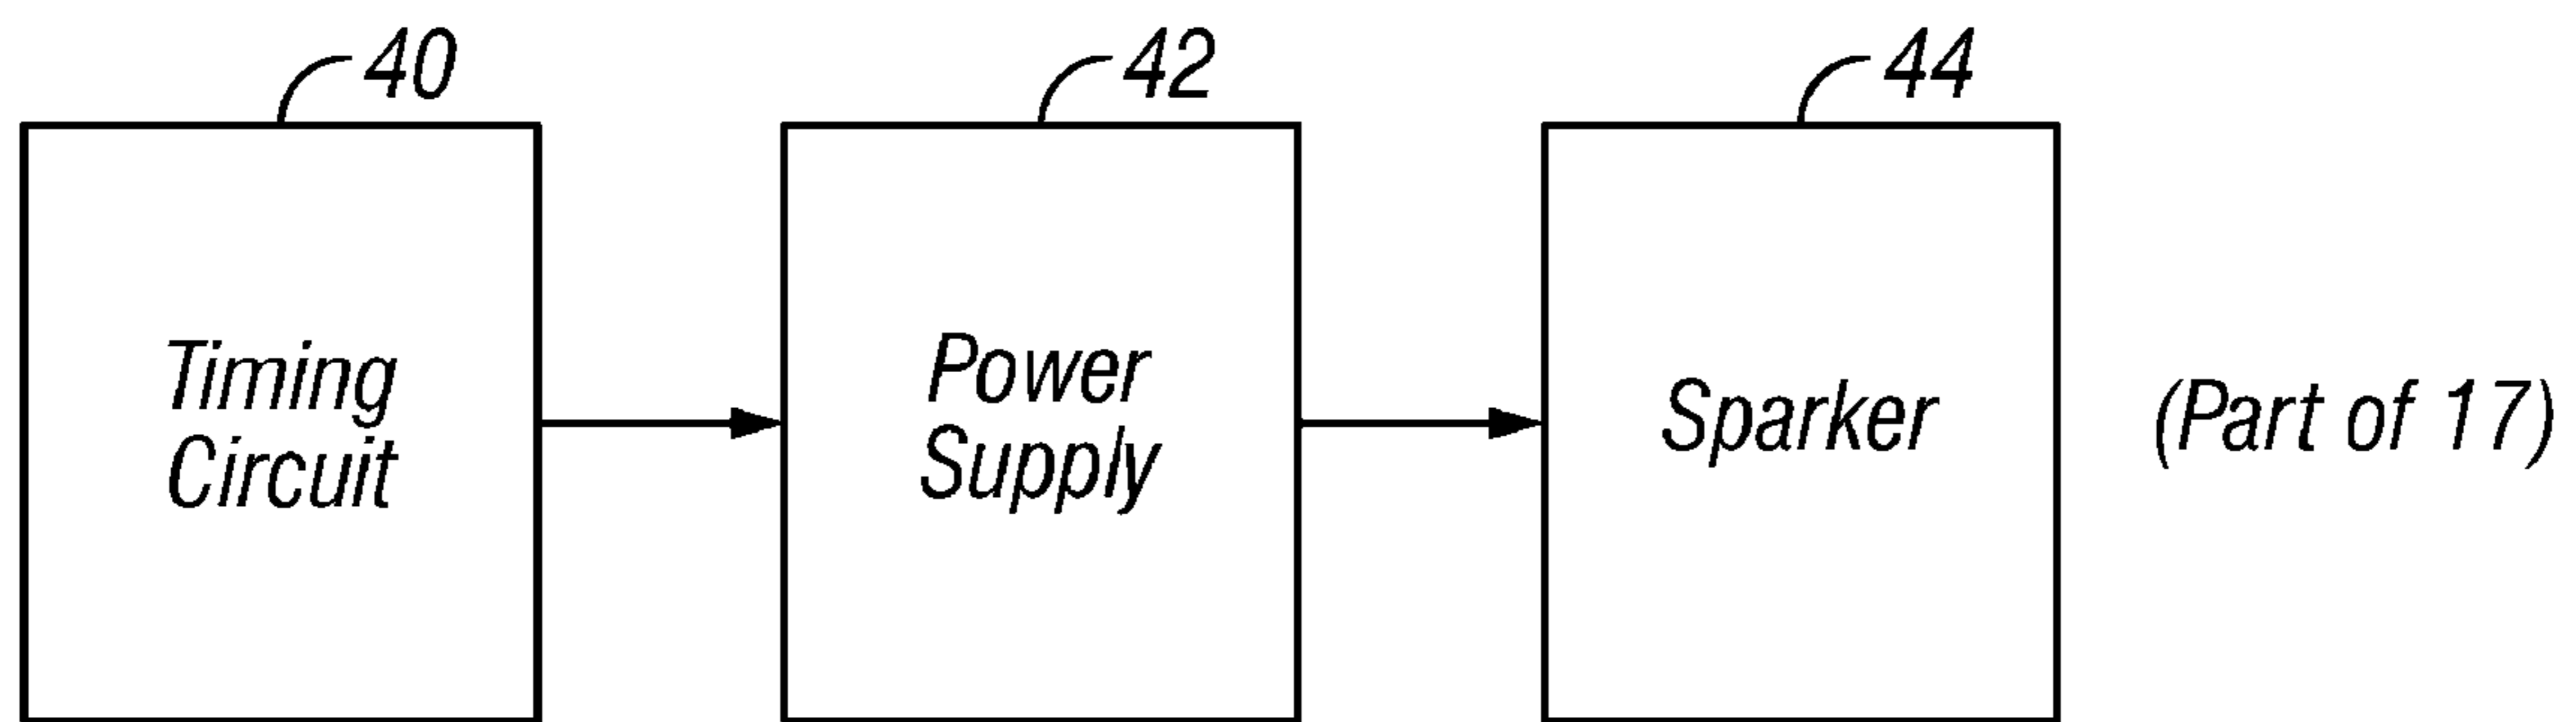 40
42
44
Timing
Circuit
Power
Supply
Sparker
(Part of 17)